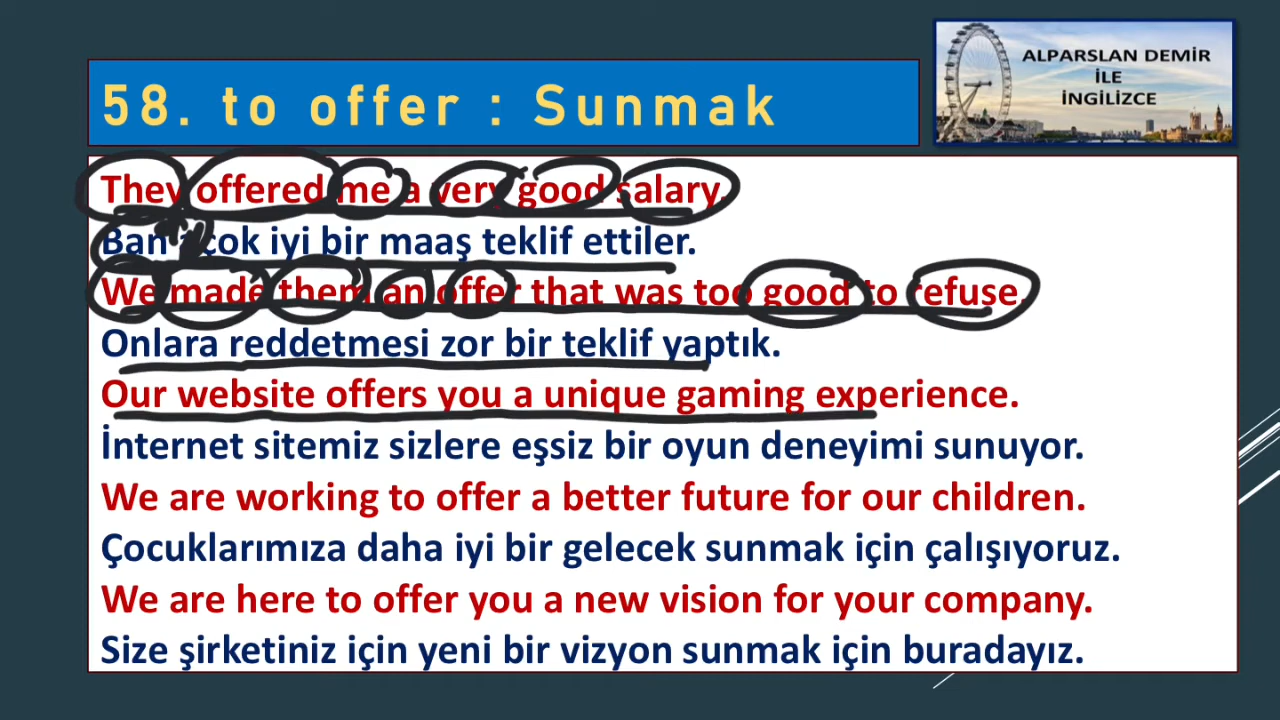 58. to offer : Sunmak
ALPARSLAN DEMİR
İLE
İNGİLİZCE
They offered me a very good salary.
Bana çok iyi bir maaş teklif ettiler.
We made them an offer that was too good to refuse.
Onlara reddetmesi zor bir teklif yaptık.
Our website offers you a unique gaming experience.
İnternet sitemiz sizlere eşsiz bir oyun deneyimi sunuyor.
We are working to offer a better future for our children.
Çocuklarımıza daha iyi bir gelecek sunmak için çalışıyoruz.
We are here to offer you a new vision for your company.
Size şirketiniz için yeni bir vizyon sunmak için buradayız.